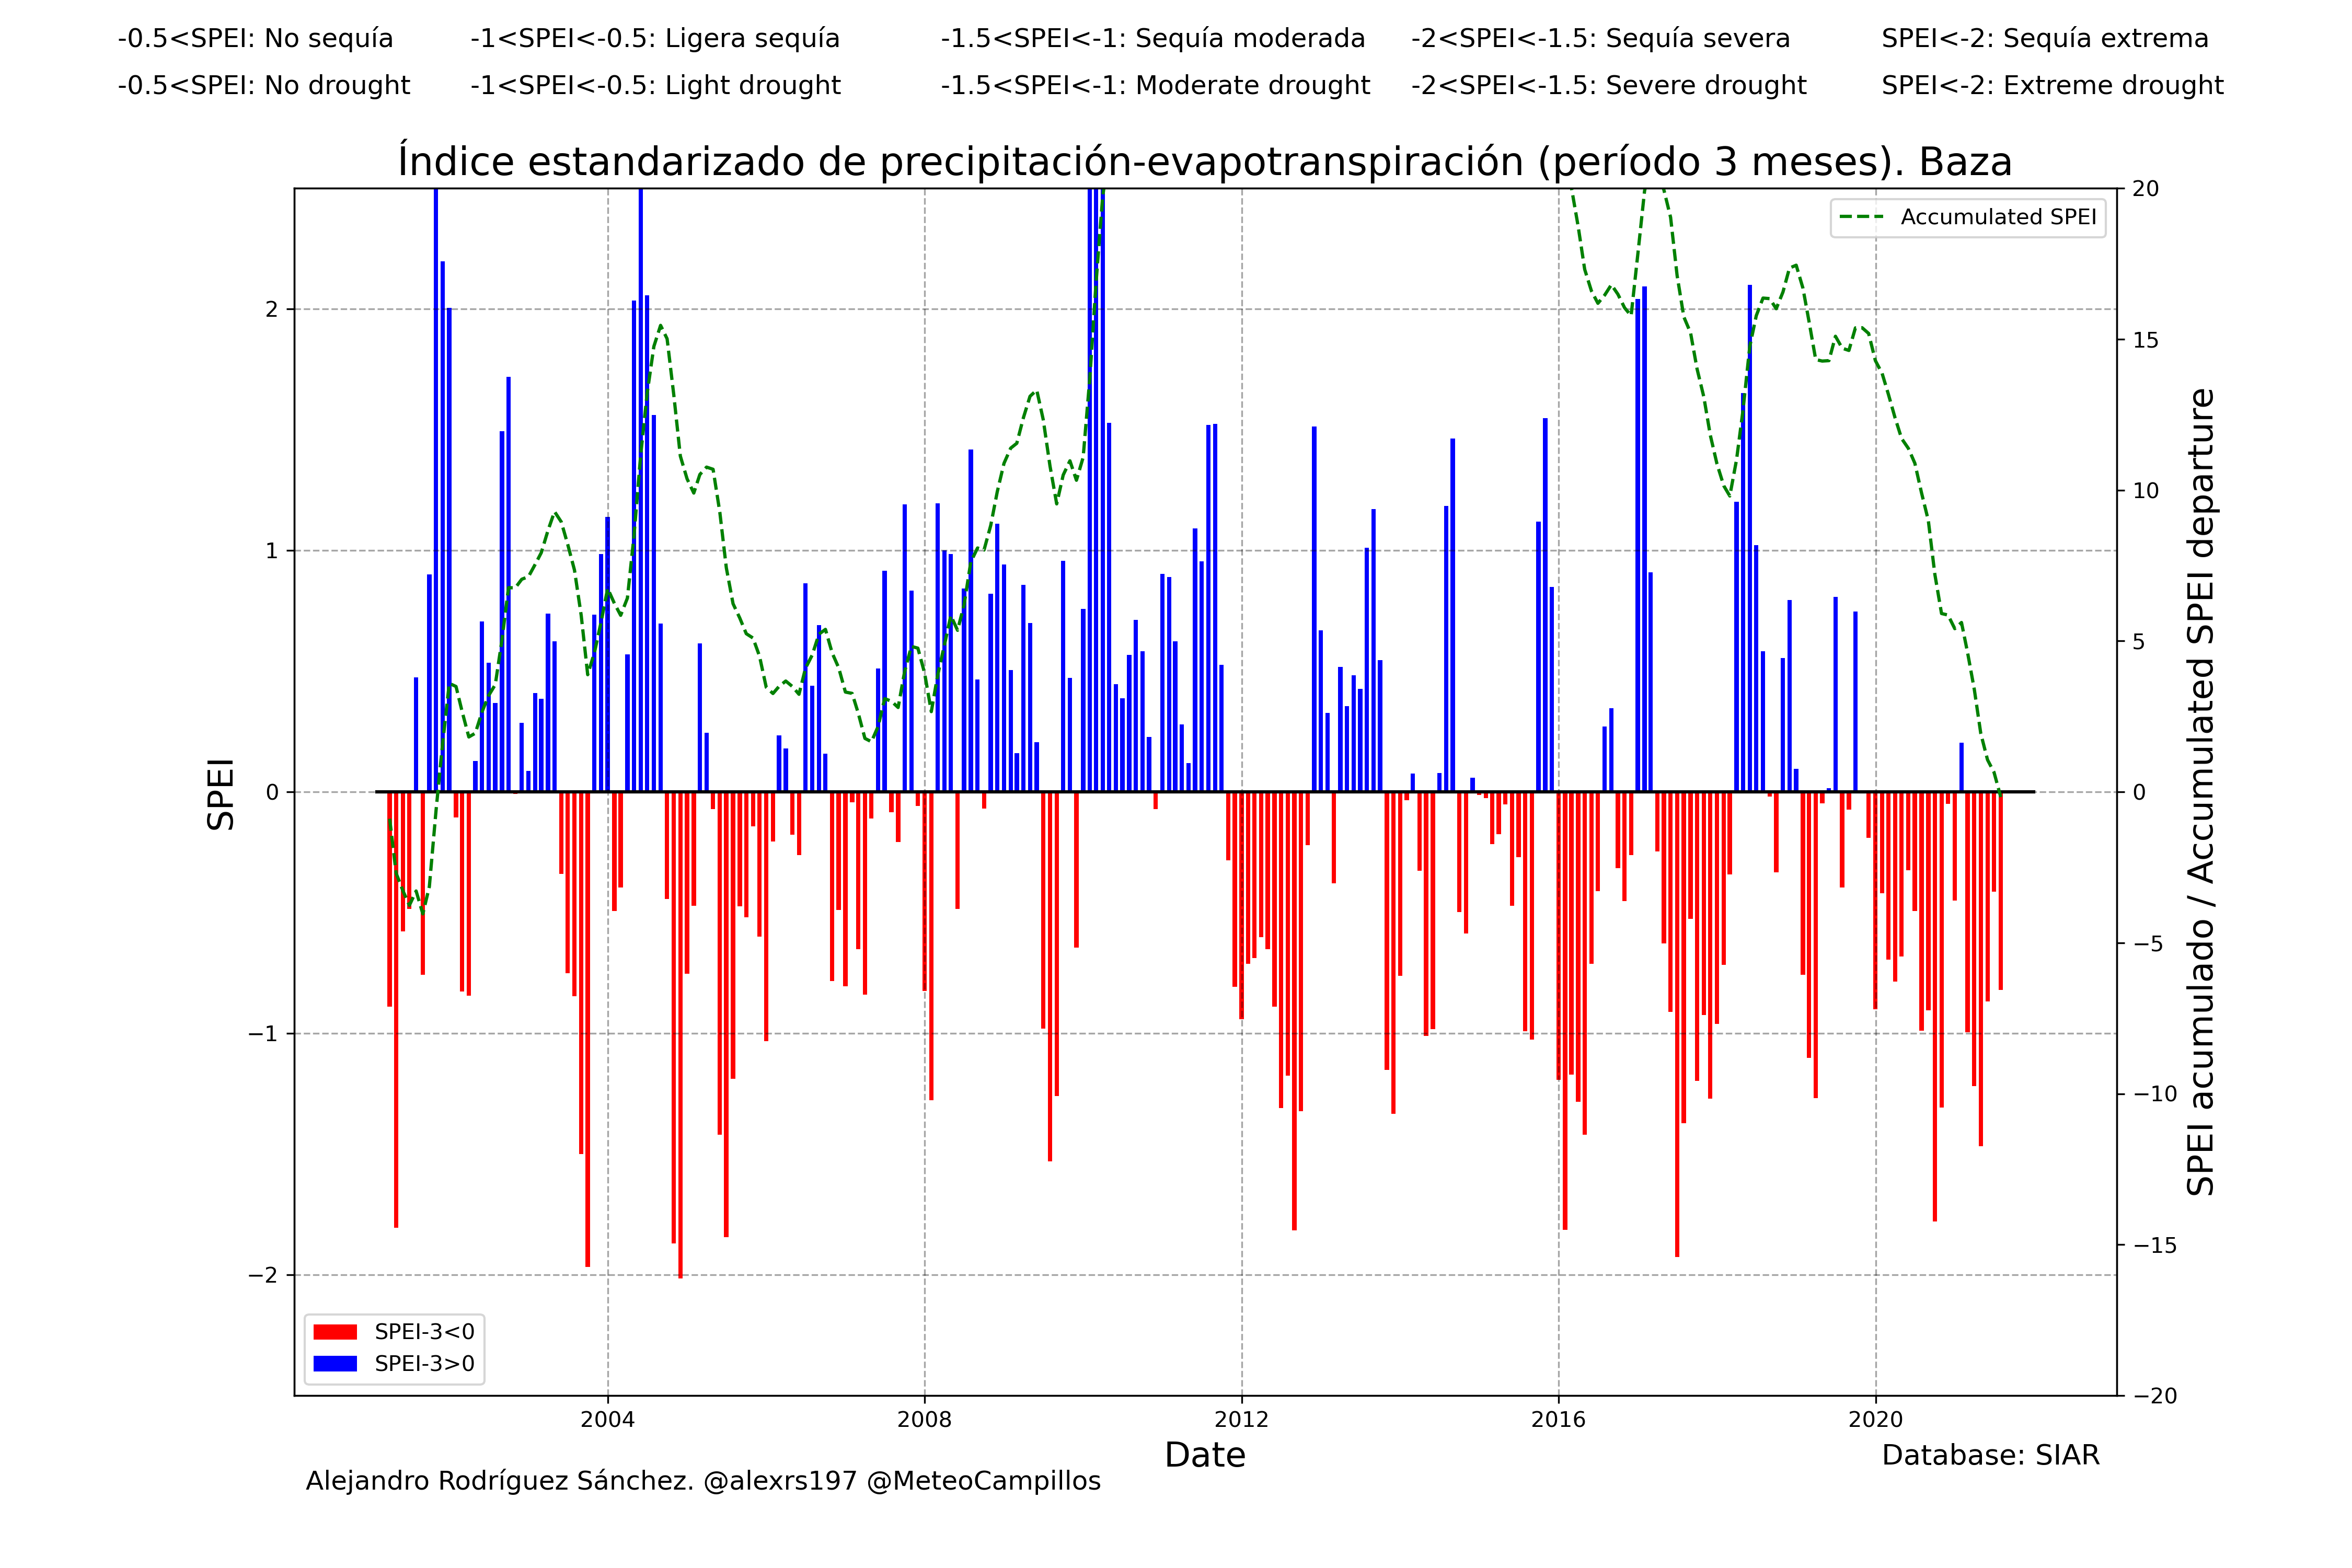 -0.5<SPEI: No sequía -1<SPEI<-0.5: Ligera sequía -1.5<SPEI<-1: Sequía moderada -2<SPEI<-1.5: Sequía severa SPEI<-2: Sequía extrema
-0.5<SPEI: No drought -1<SPEI<-0.5: Light drought -1.5<SPEI<-1: Moderate drought -2<SPEI<-1.5: Severe drought SPEI<-2: Extreme drought
Índice estandarizado de precipitación-evapotranspiración (período 3 meses). Baza
Accumulated SPEI
SPEI
2
1
0
−1
−2
20
15
10
5
0
−5
−10
−15
−20
SPEI acumulado / Accumulated SPEI departure
SPEI-3<0
SPEI-3>0
2004 2008 2012 2016 2020
Date
Database: SIAR
Alejandro Rodríguez Sánchez. @alexrs197 @MeteoCampillos